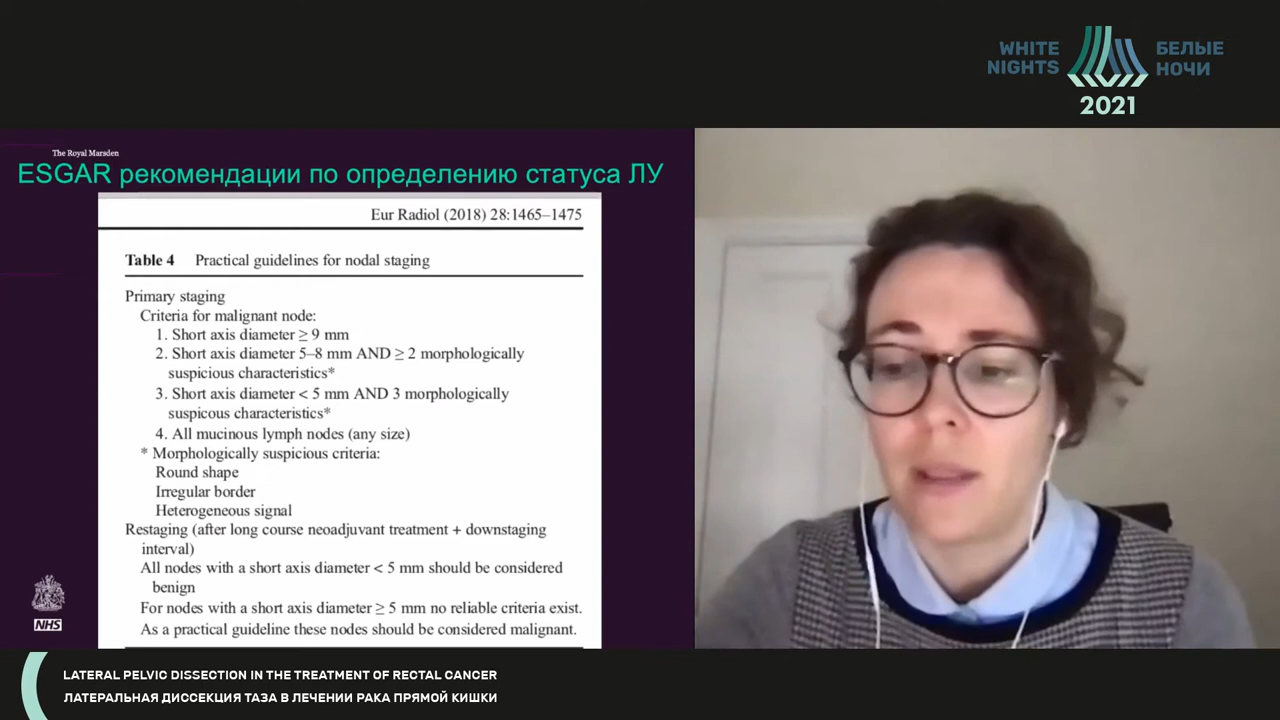 WHITE
NIGHTS
БЕЛЫЕ
НОЧИ
2021
The Royal Marsden
ESGAR рекомендации по определению статуса ЛУ
Eur Radiol (2018) 28:1465–1475
Table 4 Practical guidelines for nodal staging
Primary staging
Criteria for malignant node:
1. Short axis diameter ≥ 9 mm
2. Short axis diameter 5–8 mm AND ≥ 2 morphologically
suspicious characteristics*
3. Short axis diameter < 5 mm AND 3 morphologically
suspicous characteristics*
4. All mucinous lymph nodes (any size)
* Morphologically suspicious criteria:
Round shape
Irregular border
Heterogeneous signal
Restaging (after long course neoadjuvant treatment + downstaging
interval)
All nodes with a short axis diameter < 5 mm should be considered
benign
For nodes with a short axis diameter ≥ 5 mm no reliable criteria exist.
As a practical guideline these nodes should be considered malignant.
NHS
LATERAL PELVIC DISSECTION IN THE TREATMENT OF RECTAL CANCER
ЛАТЕРАЛЬНАЯ ДИССЕКЦИЯ ТАЗА В ЛЕЧЕНИИ РАКА ПРЯМОЙ КИШКИ